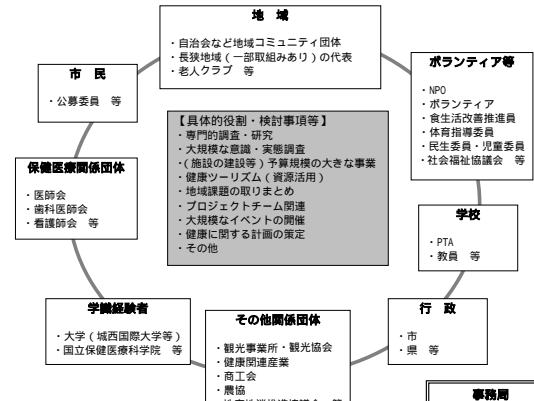 地 域
・自治会など地域コミュニティ団体
・長狭地域（一部取組みあり）の代表
・老人クラブ 等
市 民
・公募委員 等
ボランティア等
・NPO
・ボランティア
・食生活改善推進員
・体育指導委員
・民生委員・児童委員
・社会福祉協議会 等
【具体的役割・検討事項等】
・専門的調査・研究
・大規模な意識・実態調査
・（施設の建設等）予算規模の大きな事業
・健康ツーリズム（資源活用）
・地域課題の取りまとめ
・プロジェクトチーム関連
・大規模なイベントの開催
・健康に関する計画の策定
・その他
保健医療関係団体
・医師会
・歯科医師会
・看護師会 等
学校
・PTA
・教員 等
学識経験者
・大学（城西国際大学等）
・国立保健医療科学院 等
その他関係団体
・観光事業所・観光協会
・健康関連産業
・商工会
・農協
行 政
・市
・県 等
事務局